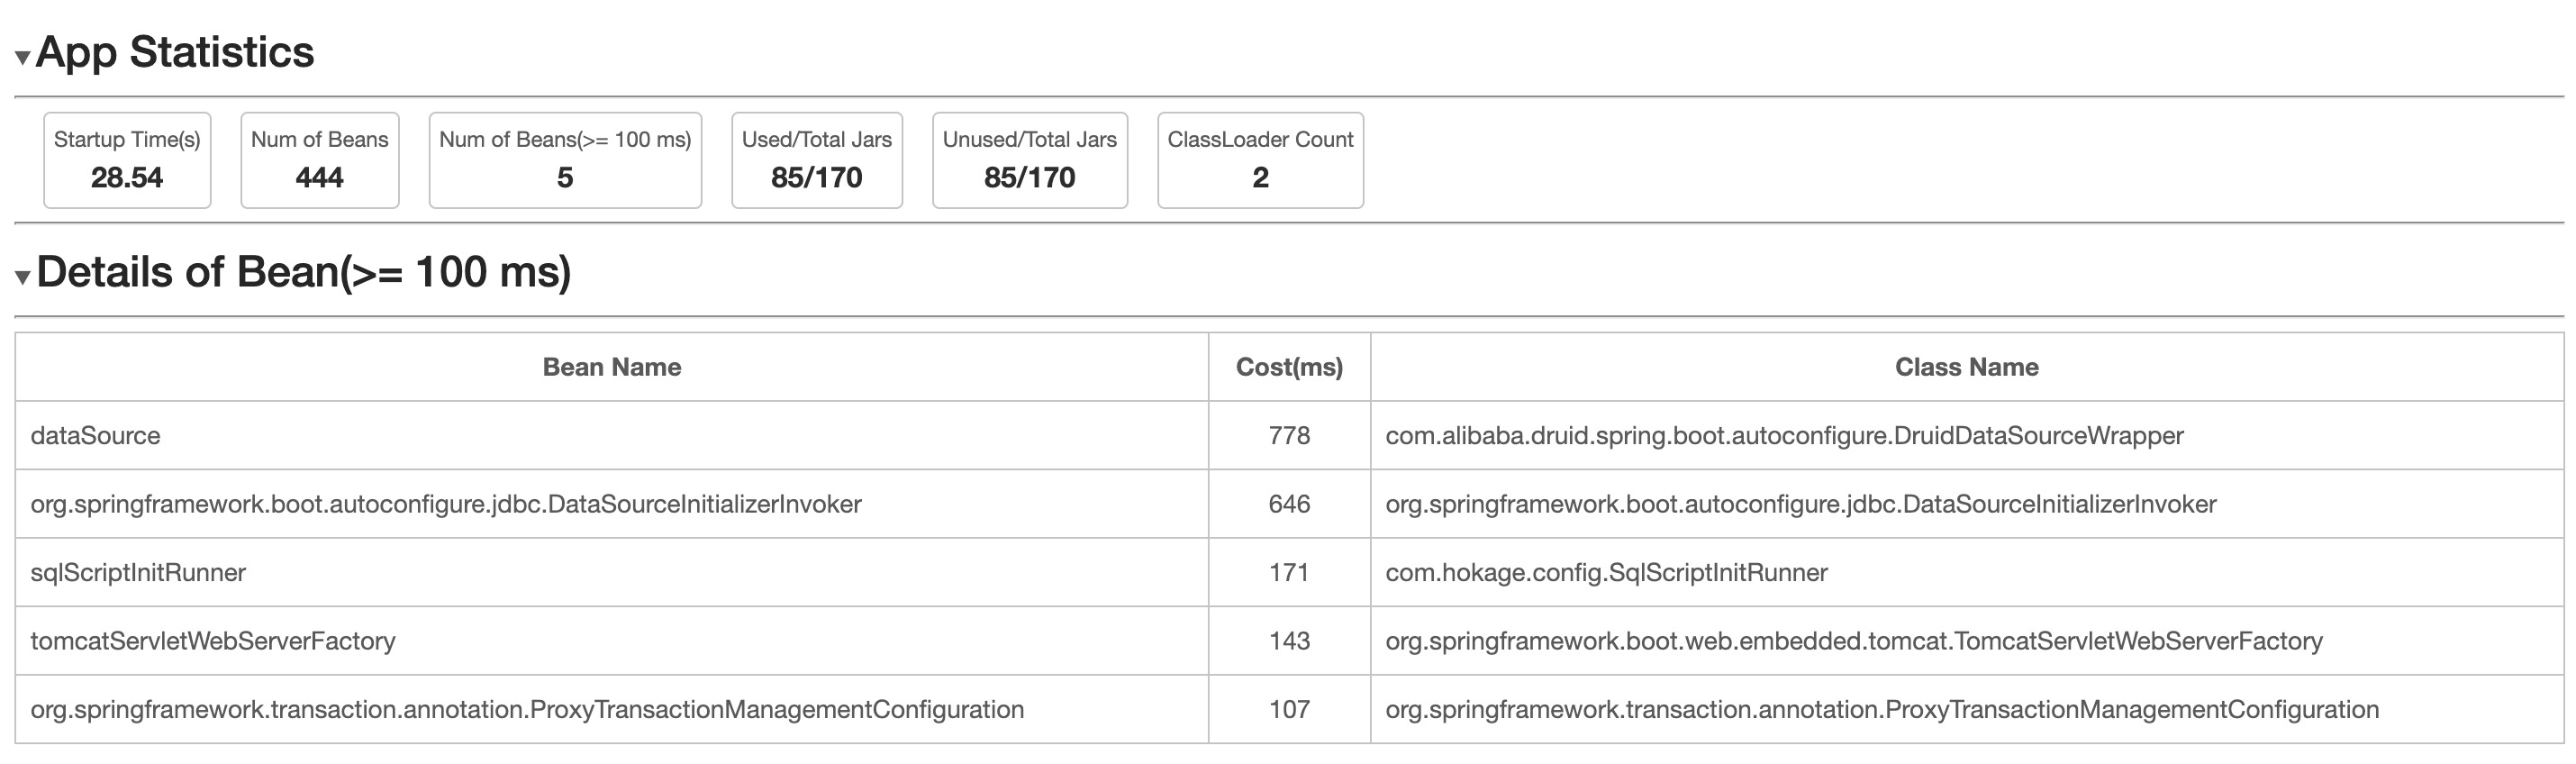 ▾App Statistics
Startup Time(s) Num of Beans Num of Beans(>= 100 ms) Used/Total Jars Unused/Total Jars ClassLoader Count
28.54 444 5 85/170 85/170 2
▾Details of Bean(>= 100 ms)
Bean Name Cost(ms) Class Name
dataSource 778 com.alibaba.druid.spring.boot.autoconfigure.DruidDataSourceWrapper
org.springframework.boot.autoconfigure.jdbc.DataSourceInitializerInvoker 646 org.springframework.boot.autoconfigure.jdbc.DataSourceInitializerInvoker
sqlScriptInitRunner 171 com.hokage.config.SqlScriptInitRunner
tomcatServletWebServerFactory 143 org.springframework.boot.web.embedded.tomcat.TomcatServletWebServerFactory
org.springframework.transaction.annotation.ProxyTransactionManagementConfiguration 107 org.springframework.transaction.annotation.ProxyTransactionManagementConfiguration